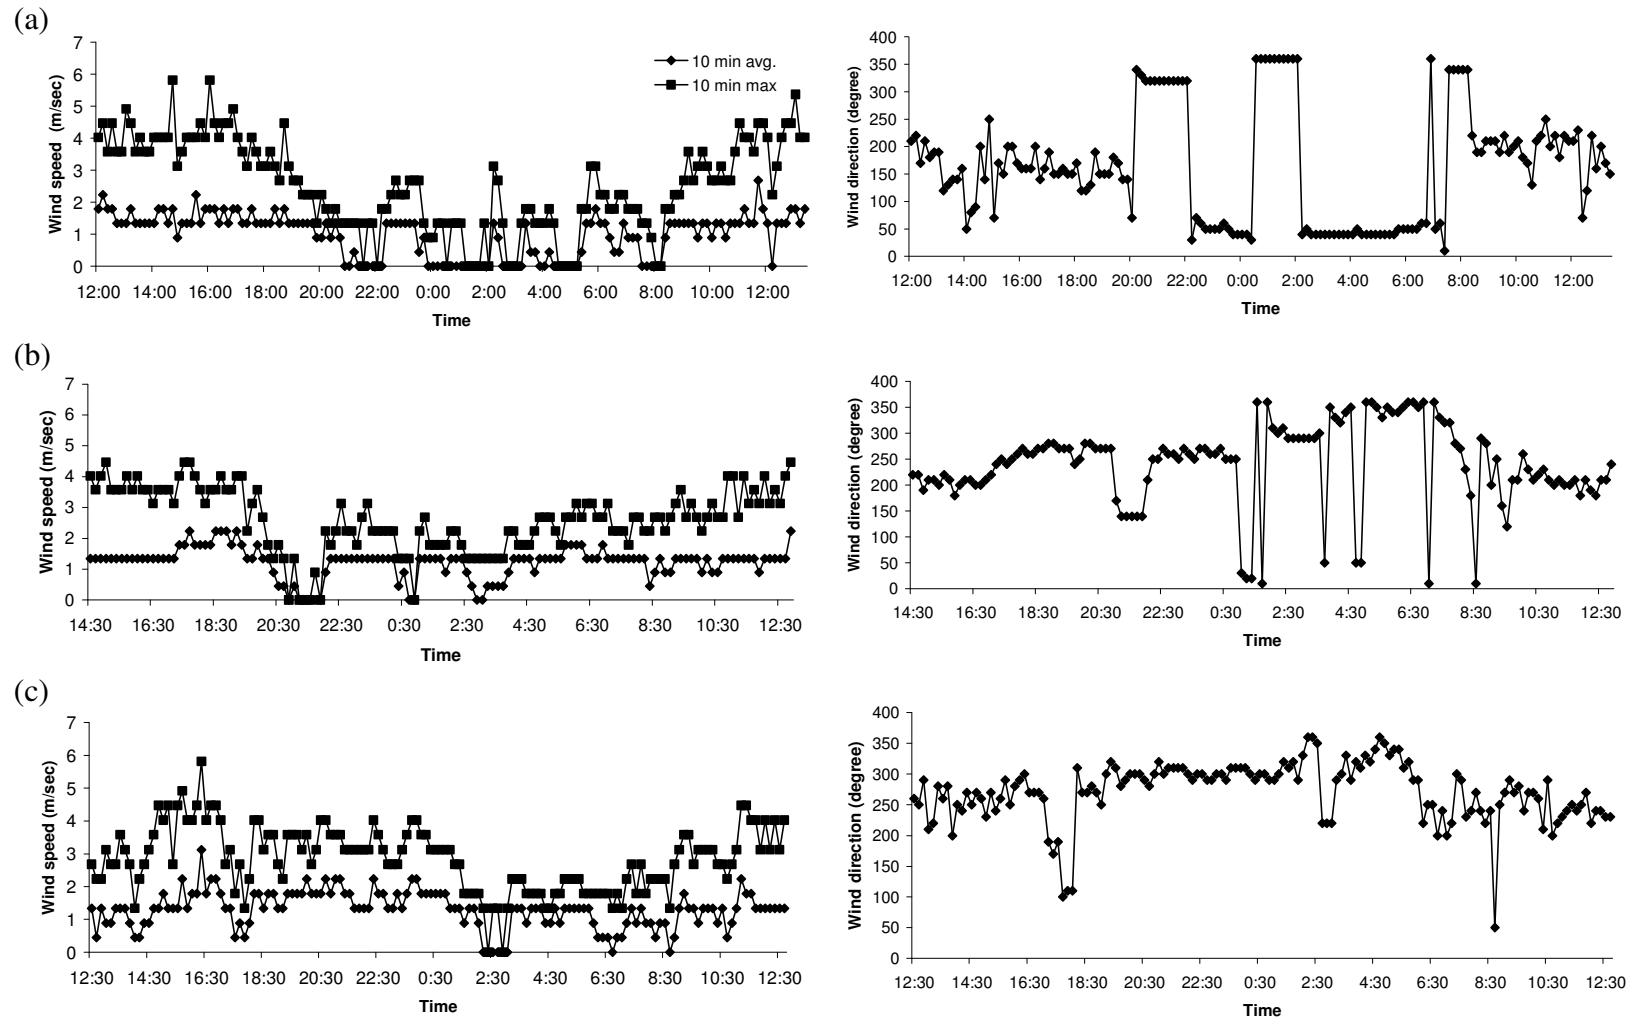 (a)
7
6
5
4
3
2
1
0
Wind speed (m/sec)
10 min avg.
10 min max
12:00 14:00 16:00 18:00 20:00 22:00 0:00 2:00 4:00 6:00 8:00 10:00 12:00
Time
400
350
300
250
200
150
100
50
0
Wind direction (degree)
12:00 14:00 16:00 18:00 20:00 22:00 0:00 2:00 4:00 6:00 8:00 10:00 12:00
Time
(b)
7
6
5
4
3
2
1
0
Wind speed (m/sec)
14:30 16:30 18:30 20:30 22:30 0:30 2:30 4:30 6:30 8:30 10:30 12:30
Time
400
350
300
250
200
150
100
50
0
Wind direction (degree)
14:30 16:30 18:30 20:30 22:30 0:30 2:30 4:30 6:30 8:30 10:30 12:30
Time
(c)
7
6
5
4
3
2
1
0
Wind speed (m/sec)
12:30 14:30 16:30 18:30 20:30 22:30 0:30 2:30 4:30 6:30 8:30 10:30 12:30
Time
400
350
300
250
200
150
100
50
0
Wind direction (degree)
12:30 14:30 16:30 18:30 20:30 22:30 0:30 2:30 4:30 6:30 8:30 10:30 12:30
Time